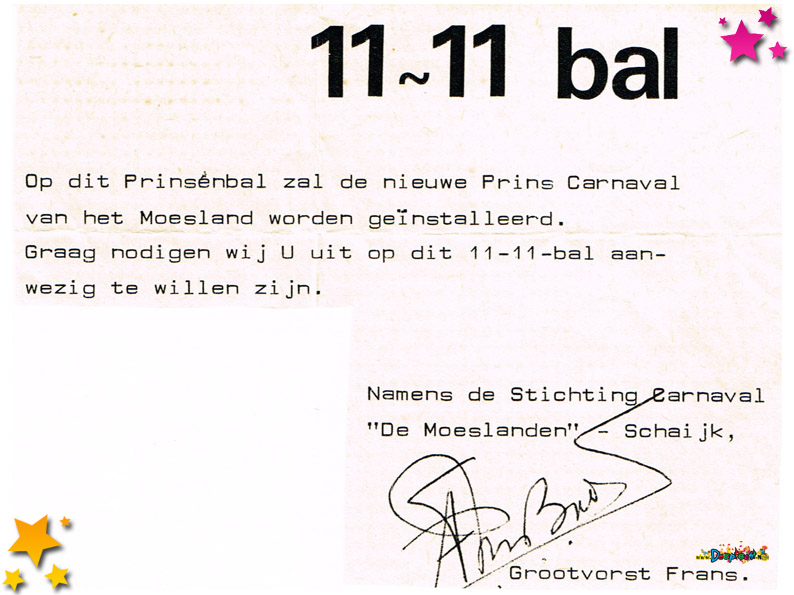 11~11 bal
Op dit Prinsénbal zal de nieuwe Prins Carnaval
van het Moesland worden geïnstalleerd.
Graag nodigen wij U uit op dit 11-11-bal aan-
wezig te willen zijn.
Namens de Stichting Carnaval
"De Moeslanden" - Schaijk,
Grootvorst Frans.